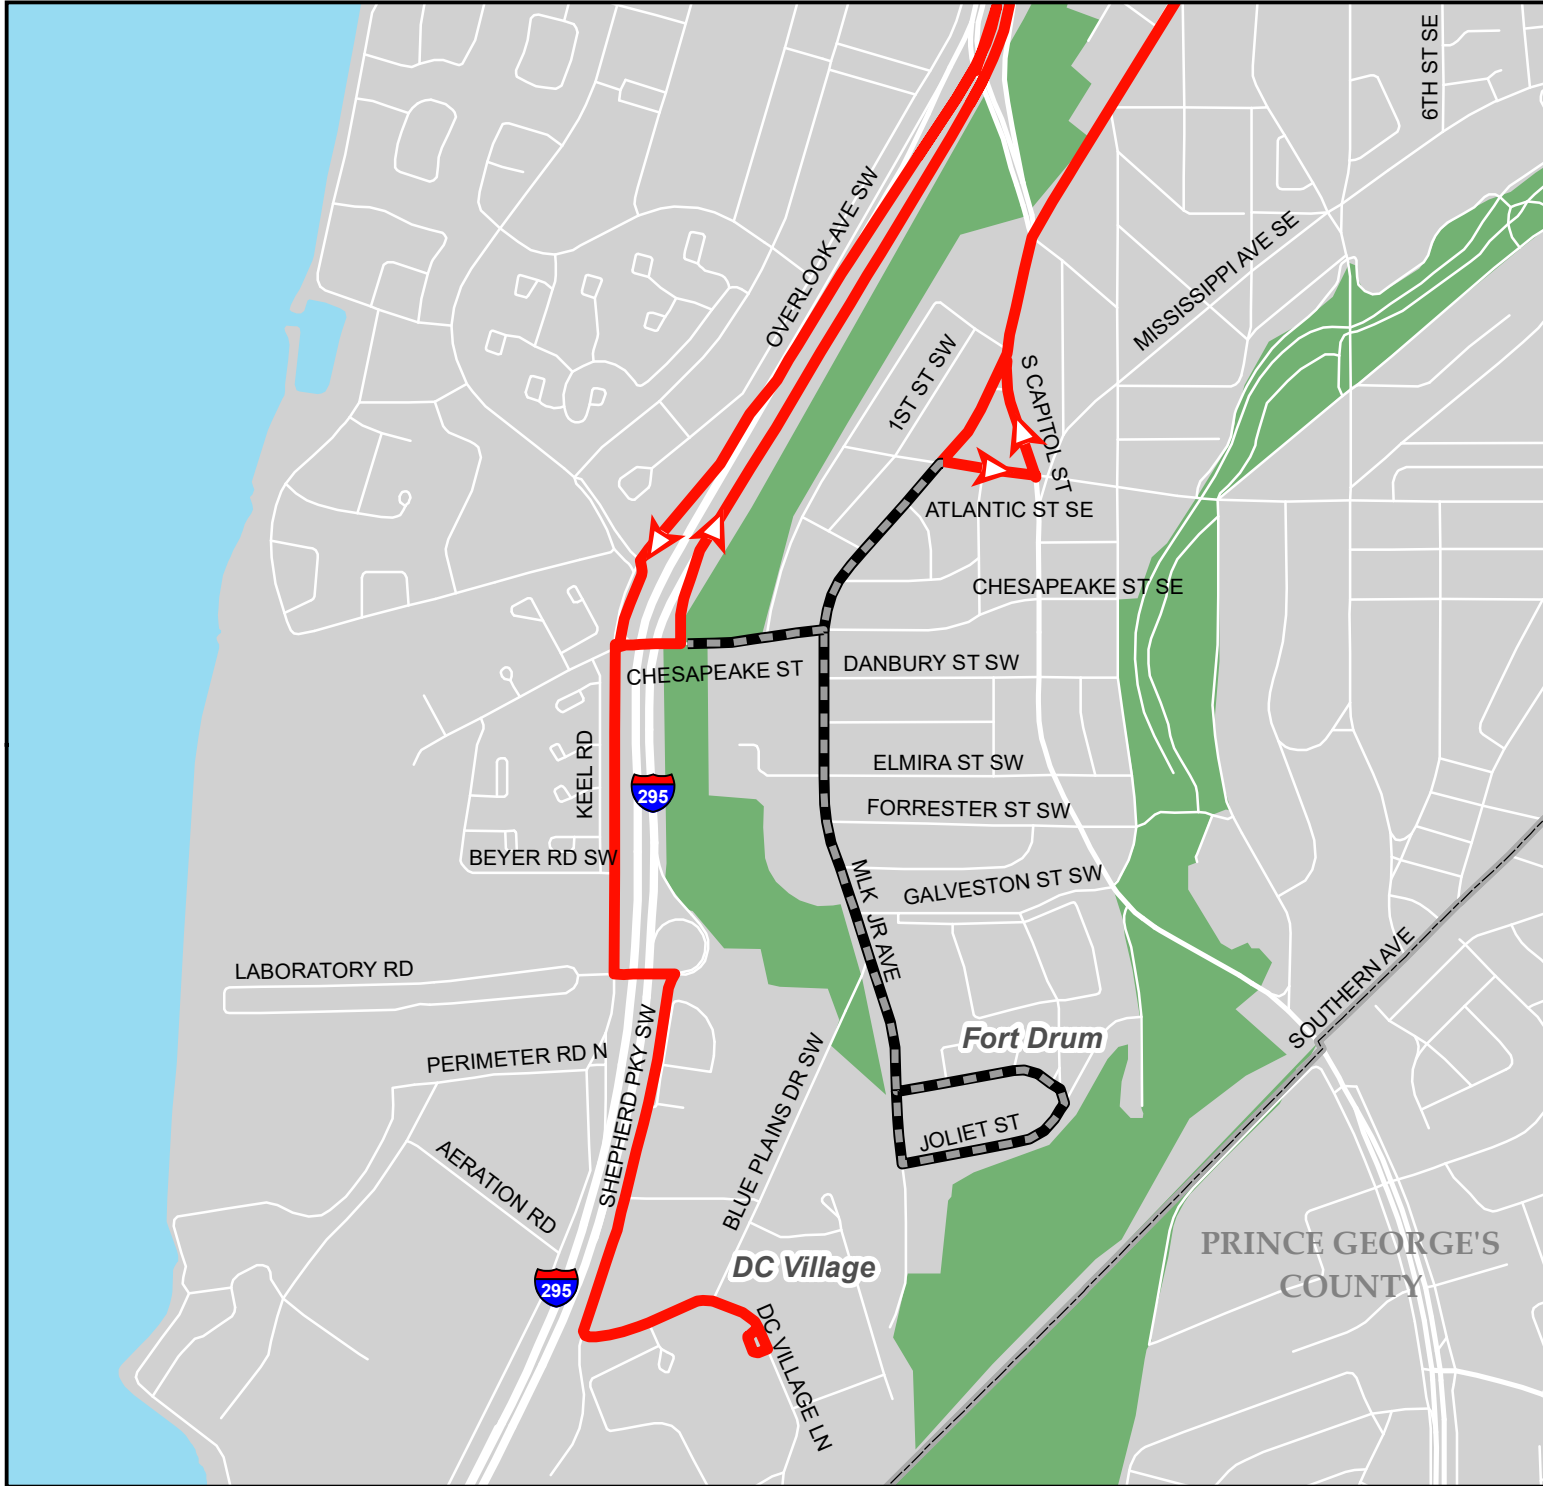 6TH ST SE
OVERLOOK AVE SW
MISSISSIPPI AVE SE
1ST ST SW
S CAPITOL ST
ATLANTIC ST SE
CHESAPEAKE ST SE
CHESAPEAKE ST
DANBURY ST SW
KEEL RD
295
ELMIRA ST SW
FORRESTER ST SW
BEYER RD SW
MLK JR AVE
GALVESTON ST SW
LABORATORY RD
SOUTHERN AVE
PERIMETER RD N
SHEPHERD PKY SW
BLUE PLAINS DR SW
Fort Drum
JOLIET ST
AERATION RD
DC Village
295
PRINCE GEORGE'S
COUNTY
DC VILLAGE LN